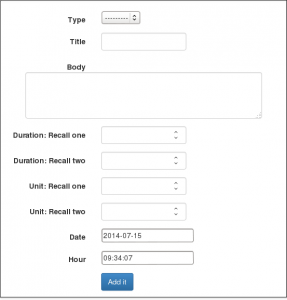 Type ---------
Title
Body
Duration: Recall one
Duration: Recall two
Unit: Recall one
Unit: Recall two
Date 2014-07-15
Hour 09:34:07
Add it